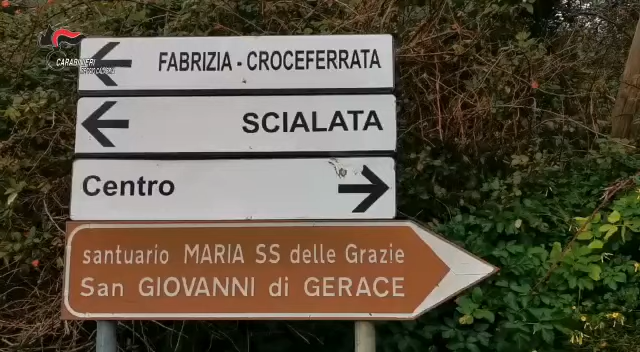 CARABINIERI
FABRIZIA - CROCEFERRATA
SCIALATA
Centro
santuario MARIA SS delle Grazie
San GIOVANNI di GERACE